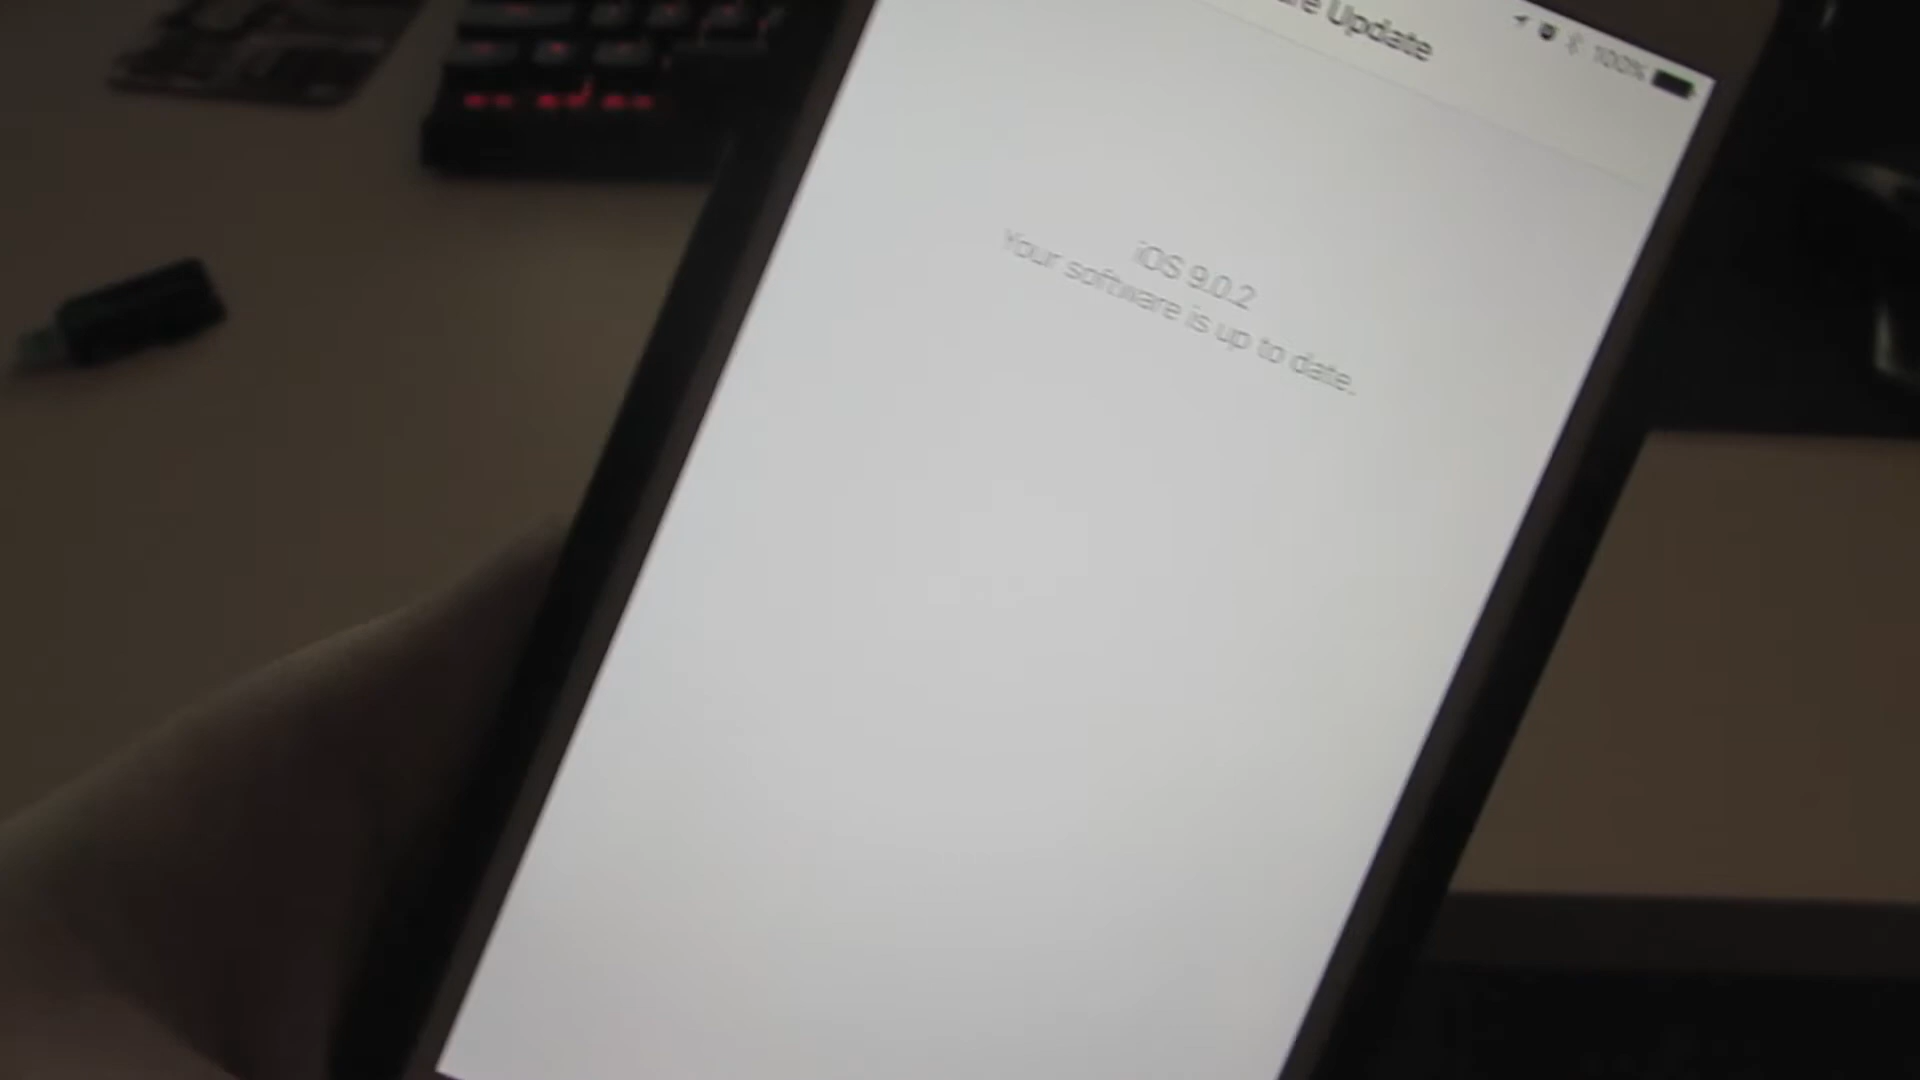 Update 100%
iOS 9.0.2
Your software is up to date.